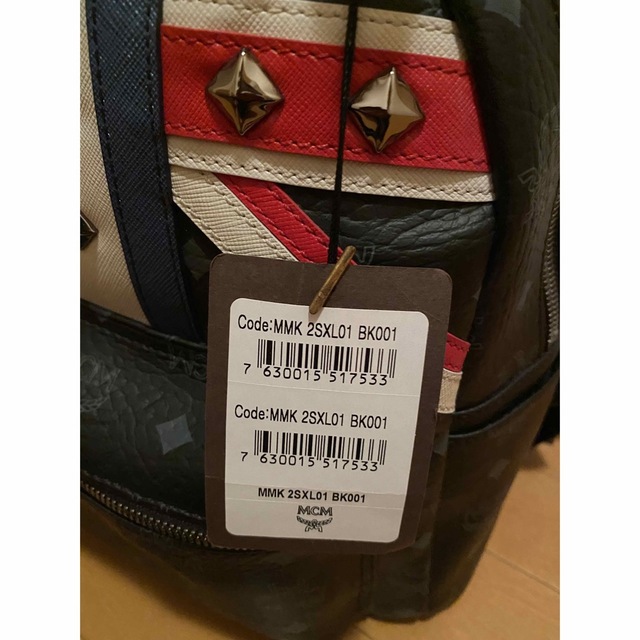 Code:MMK 2SXL01 BK001
7 630015 517533
Code:MMK 2SXL01 BK001
7 630015 517533
MMK 2SXL01 BK001
MCM